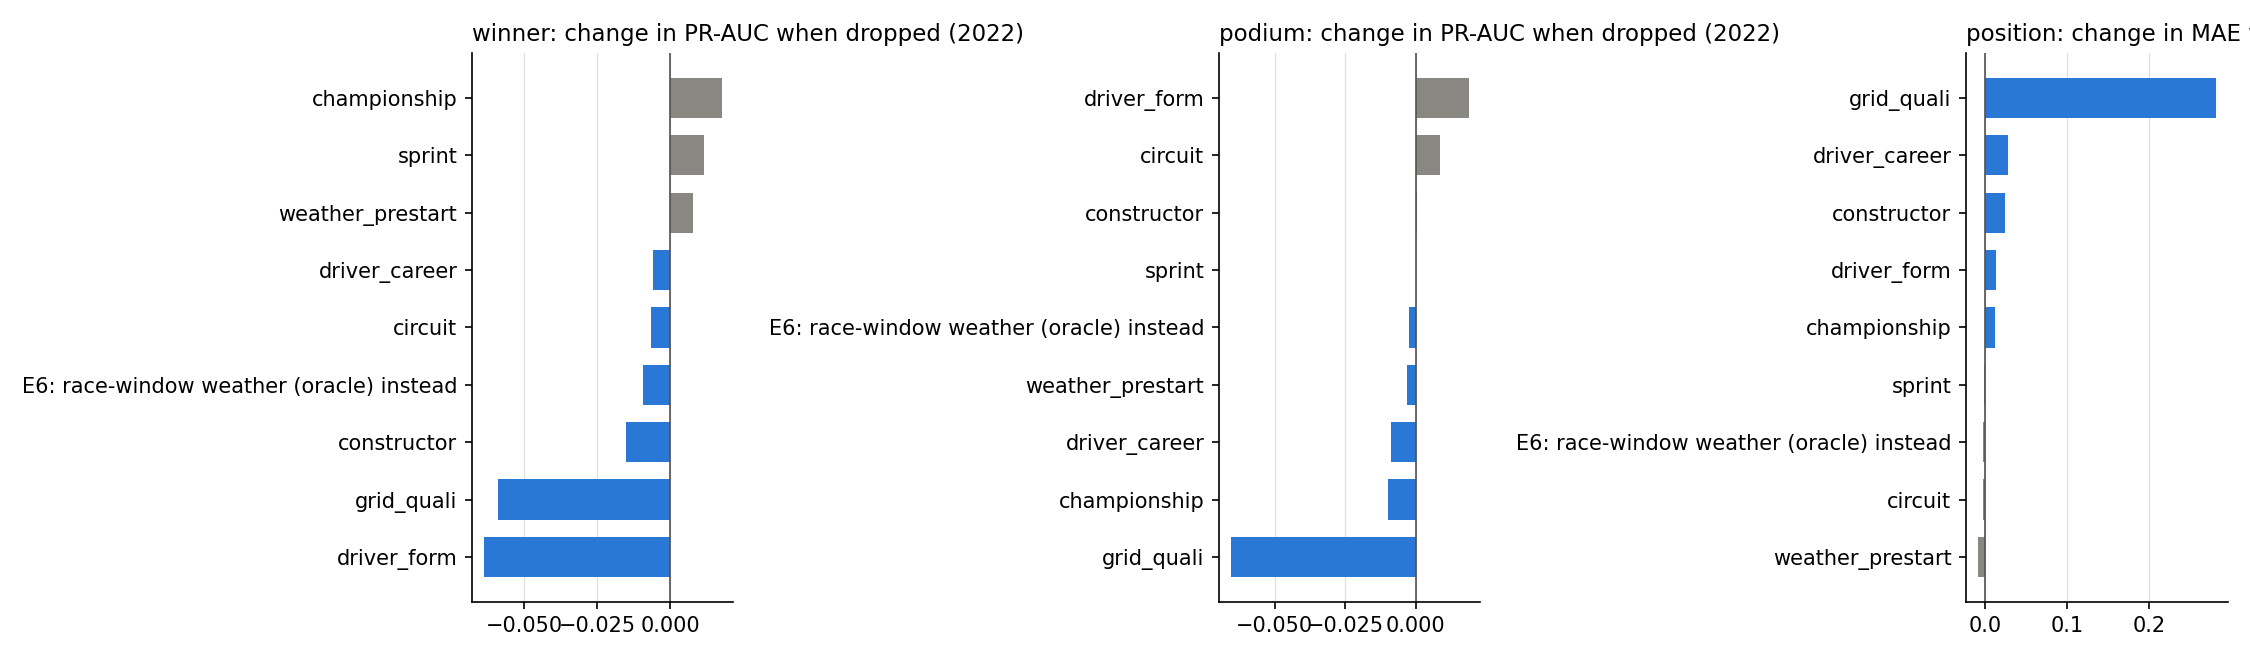 winner: change in PR-AUC when dropped (2022)
championship
sprint
weather_prestart
driver_career
circuit
E6: race-window weather (oracle) instead
constructor
grid_quali
driver_form
−0.050 −0.025 0.000
podium: change in PR-AUC when dropped (2022)
driver_form
circuit
constructor
sprint
E6: race-window weather (oracle) instead
weather_prestart
driver_career
championship
grid_quali
−0.050 −0.025 0.000
position: change in MAE
grid_quali
driver_career
constructor
driver_form
championship
sprint
E6: race-window weather (oracle) instead
circuit
weather_prestart
0.0 0.1 0.2